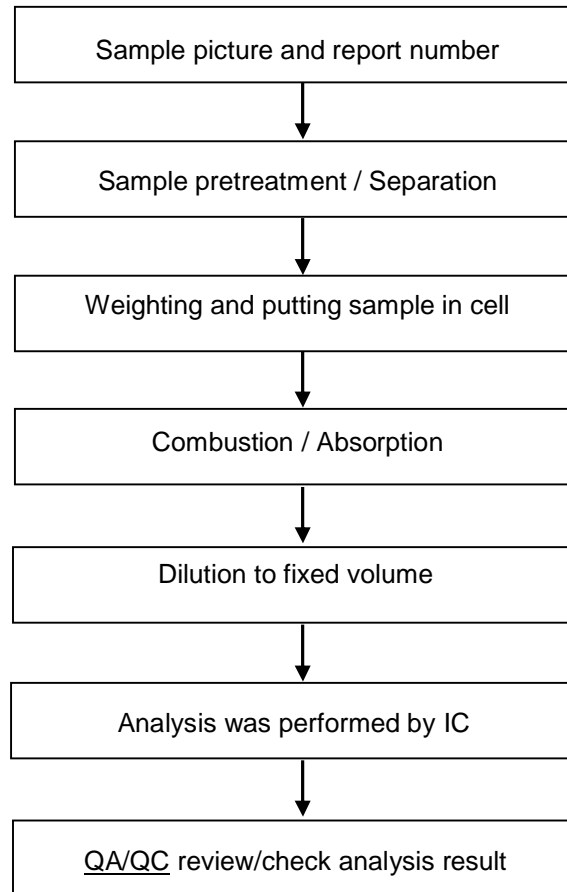 Sample picture and report number
Sample pretreatment / Separation
Weighting and putting sample in cell
Combustion / Absorption
Dilution to fixed volume
Analysis was performed by IC
QA/QC review/check analysis result